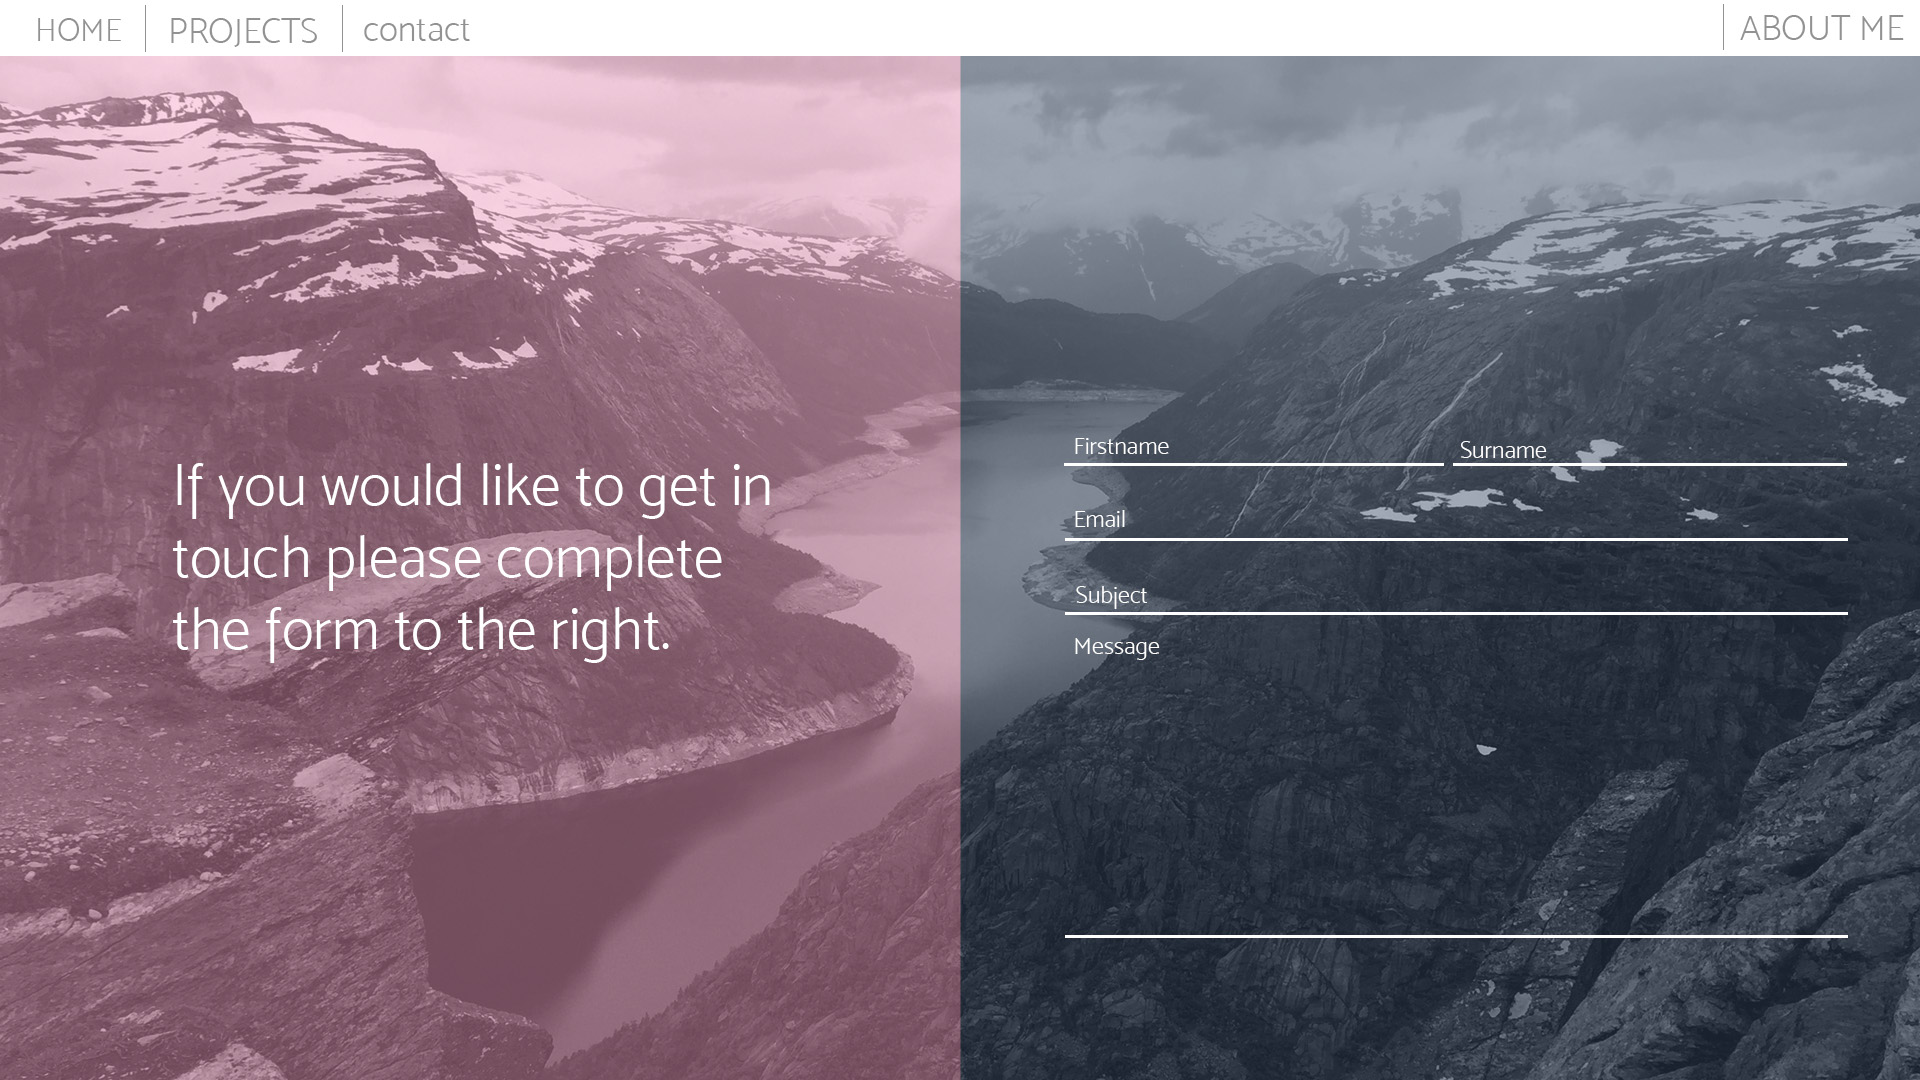 HOME PROJECTS contact ABOUT ME
If you would like to get in
touch please complete
the form to the right.
Firstname Surname
Email
Subject
Message